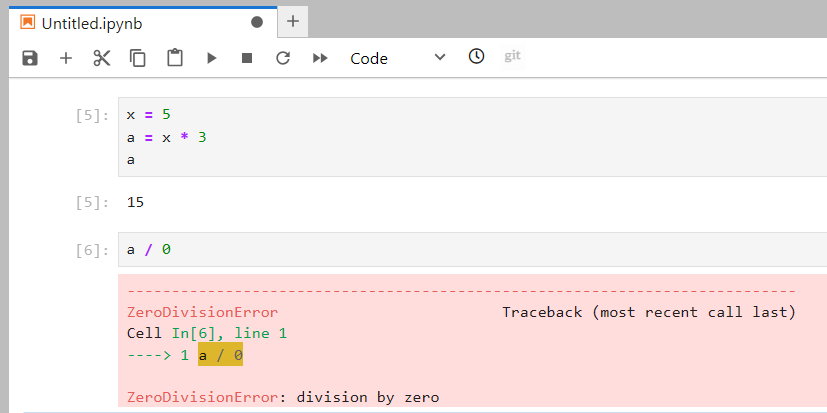 Untitled.ipynb
Code
git
[5]: x = 5
a = x * 3
a
[5]: 15
[6]: a / 0
---------------------------------------------------------------------------
ZeroDivisionError                         Traceback (most recent call last)
Cell In[6], line 1
----> 1 a / 0
ZeroDivisionError: division by zero